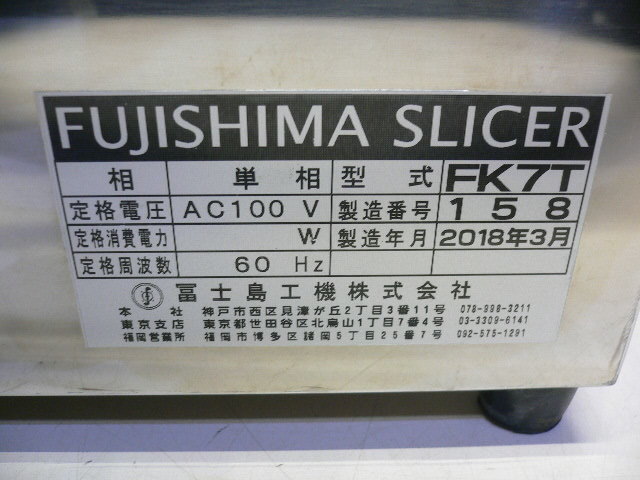 FUJISHIMA SLICER
相 単相 型式 FK7T
定格電圧 AC100 V 製造番号 158
定格消費電力 W 製造年月 2018年3月
定格周波数 60 Hz
冨士島工機株式会社
本社 神戸市西区見津が丘2丁目3番11号 078-998-3211
東京支店 東京都世田谷区北烏山1丁目7番4号 03-3309-6141
福岡営業所 福岡市博多区諸岡5丁目25番7号 092-575-1291